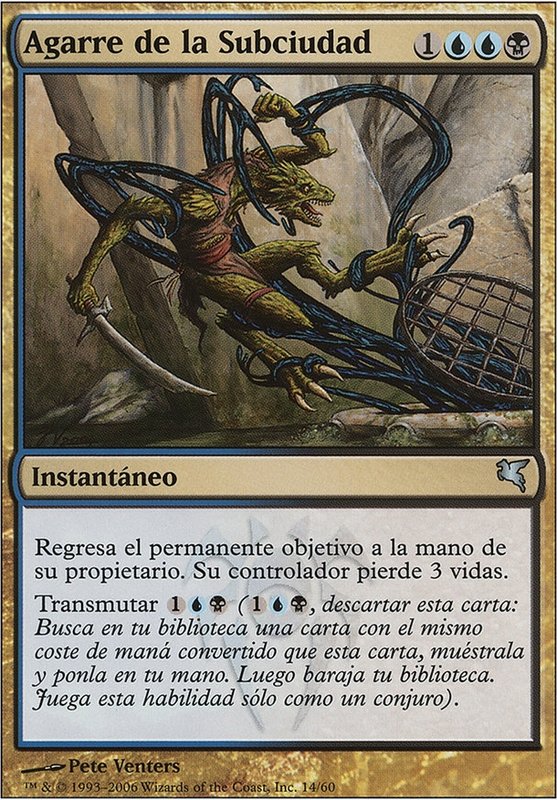 Agarre de la Subciudad 1
Instantáneo
Regresa el permanente objetivo a la mano de
su propietario. Su controlador pierde 3 vidas.
Transmutar 1 (1, descartar esta carta:
Busca en tu biblioteca una carta con el mismo
coste de maná convertido que esta carta, muéstrala
y ponla en tu mano. Luego baraja tu biblioteca.
Juega esta habilidad sólo como un conjuro).
Pete Venters
™ & © 1993–2006 Wizards of the Coast, Inc. 14/60